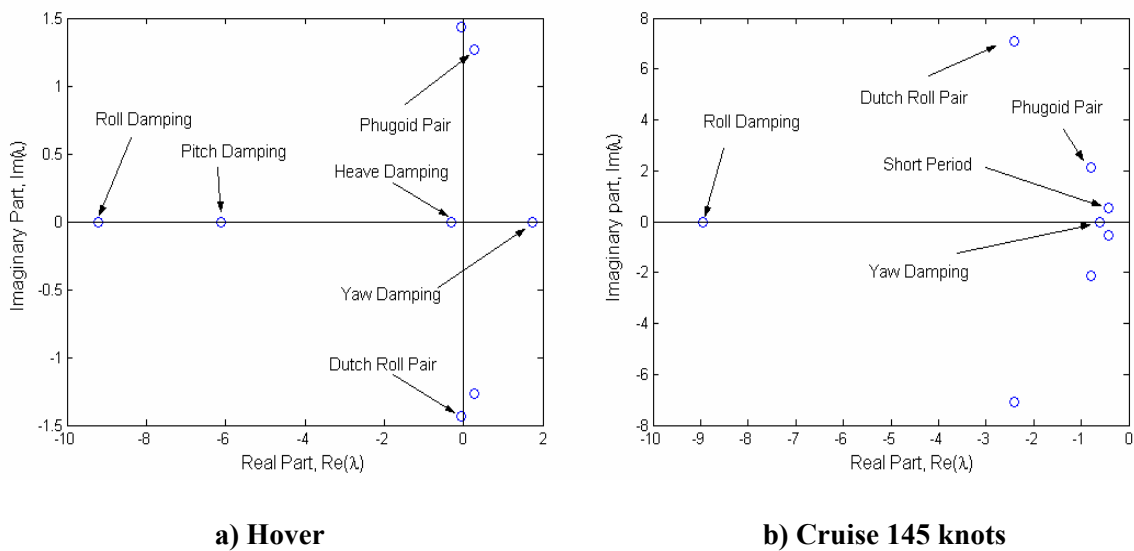 1.5
1
0.5
0
-0.5
-1
-1.5
Imaginary Part, Im(λ)
Roll Damping
Pitch Damping
Phugoid Pair
Heave Damping
Yaw Damping
Dutch Roll Pair
-10 -8 -6 -4 -2 0 2
Real Part, Re(λ)
a) Hover
8
6
4
2
0
-2
-4
-6
-8
Imaginary part, Im(λ)
Dutch Roll Pair
Phugoid Pair
Roll Damping
Short Period
Yaw Damping
-10 -9 -8 -7 -6 -5 -4 -3 -2 -1 0
Real Part, Re(λ)
b) Cruise 145 knots